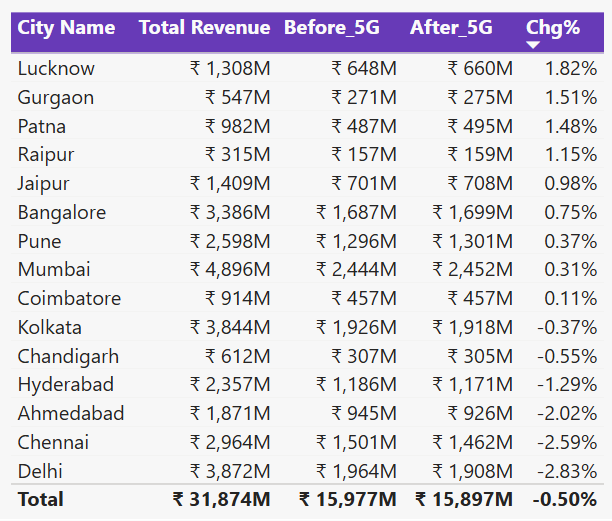 City Name Total Revenue Before_5G After_5G Chg%
Lucknow ₹ 1,308M ₹ 648M ₹ 660M 1.82%
Gurgaon ₹ 547M ₹ 271M ₹ 275M 1.51%
Patna ₹ 982M ₹ 487M ₹ 495M 1.48%
Raipur ₹ 315M ₹ 157M ₹ 159M 1.15%
Jaipur ₹ 1,409M ₹ 701M ₹ 708M 0.98%
Bangalore ₹ 3,386M ₹ 1,687M ₹ 1,699M 0.75%
Pune ₹ 2,598M ₹ 1,296M ₹ 1,301M 0.37%
Mumbai ₹ 4,896M ₹ 2,444M ₹ 2,452M 0.31%
Coimbatore ₹ 914M ₹ 457M ₹ 457M 0.11%
Kolkata ₹ 3,844M ₹ 1,926M ₹ 1,918M -0.37%
Chandigarh ₹ 612M ₹ 307M ₹ 305M -0.55%
Hyderabad ₹ 2,357M ₹ 1,186M ₹ 1,171M -1.29%
Ahmedabad ₹ 1,871M ₹ 945M ₹ 926M -2.02%
Chennai ₹ 2,964M ₹ 1,501M ₹ 1,462M -2.59%
Delhi ₹ 3,872M ₹ 1,964M ₹ 1,908M -2.83%
Total ₹ 31,874M ₹ 15,977M ₹ 15,897M -0.50%